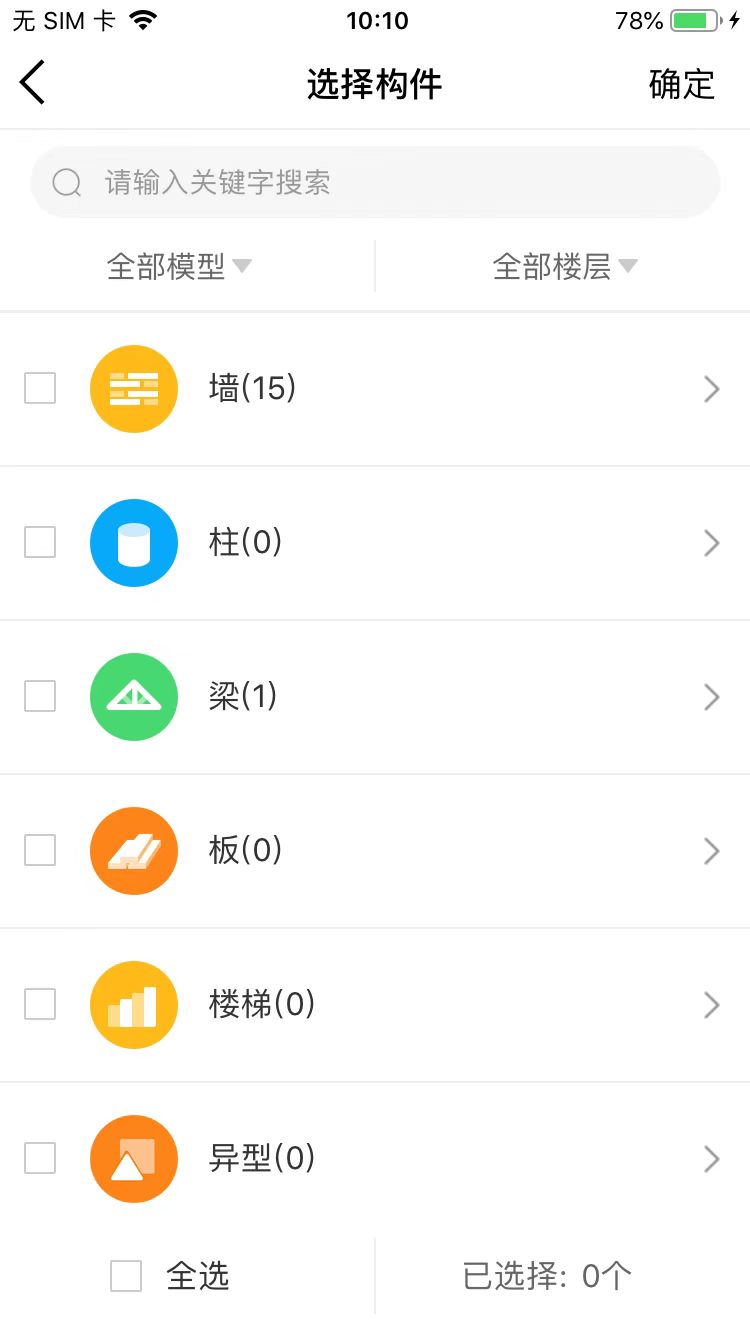 无 SIM 卡 10:10 78%
选择构件 确定
请输入关键字搜索
全部模型 全部楼层
墙(15)
柱(0)
梁(1)
板(0)
楼梯(0)
异型(0)
全选 已选择: 0个